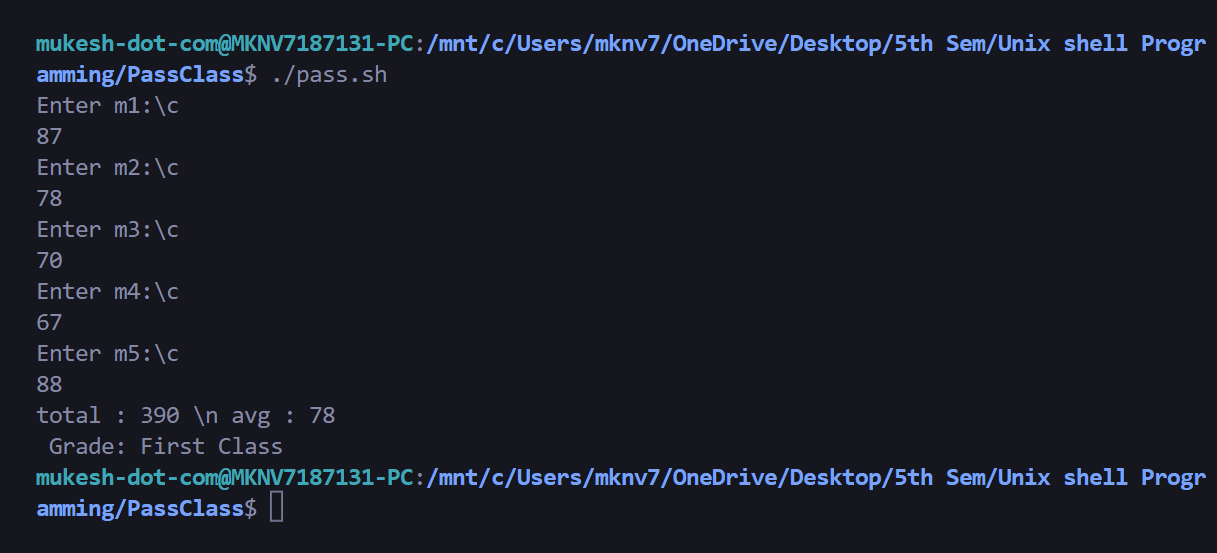 mukesh-dot-com@MKNV7187131-PC:/mnt/c/Users/mknv7/OneDrive/Desktop/5th Sem/Unix shell Progr
amming/PassClass$ ./pass.sh
Enter m1:\c
87
Enter m2:\c
78
Enter m3:\c
70
Enter m4:\c
67
Enter m5:\c
88
total : 390 \n avg : 78
 Grade: First Class
mukesh-dot-com@MKNV7187131-PC:/mnt/c/Users/mknv7/OneDrive/Desktop/5th Sem/Unix shell Progr
amming/PassClass$